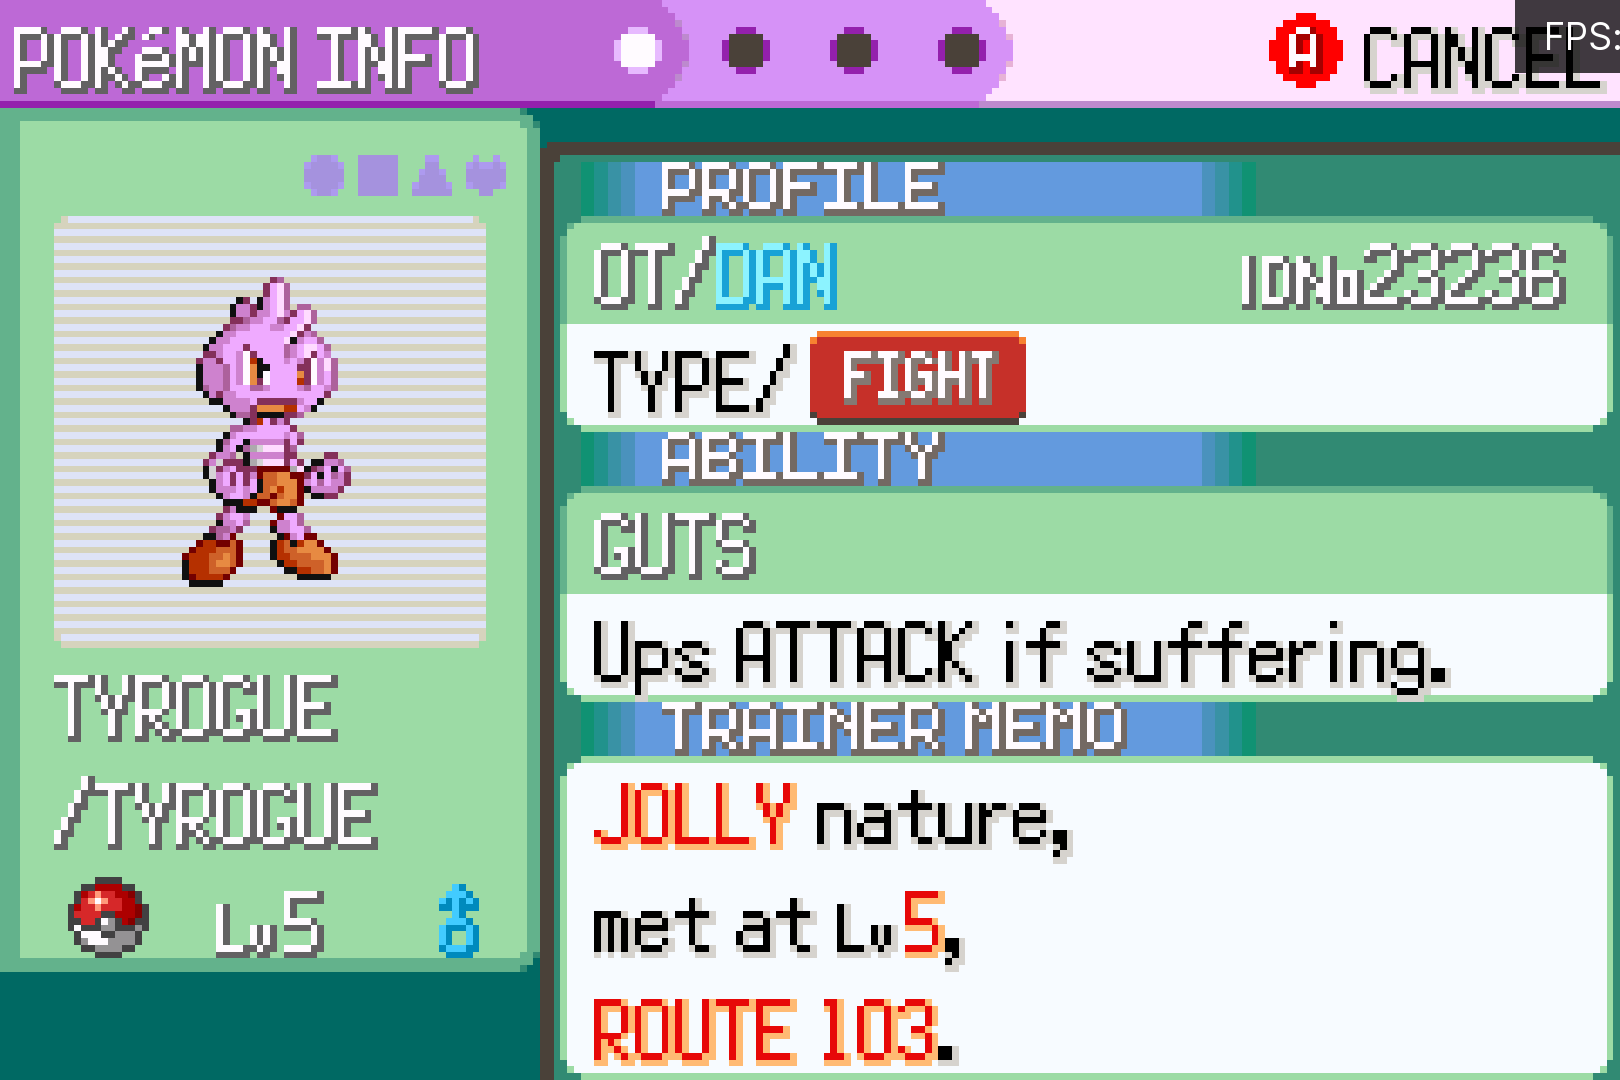 POKéMON INFO
A CANCEL
FPS:
PROFILE
OT/DAN IDNo23236
TYPE/ FIGHT
ABILITY
GUTS
Ups ATTACK if suffering.
TRAINER MEMO
JOLLY nature,
met at Lv5,
ROUTE 103.
TYROGUE
/TYROGUE
Lv5 ♂